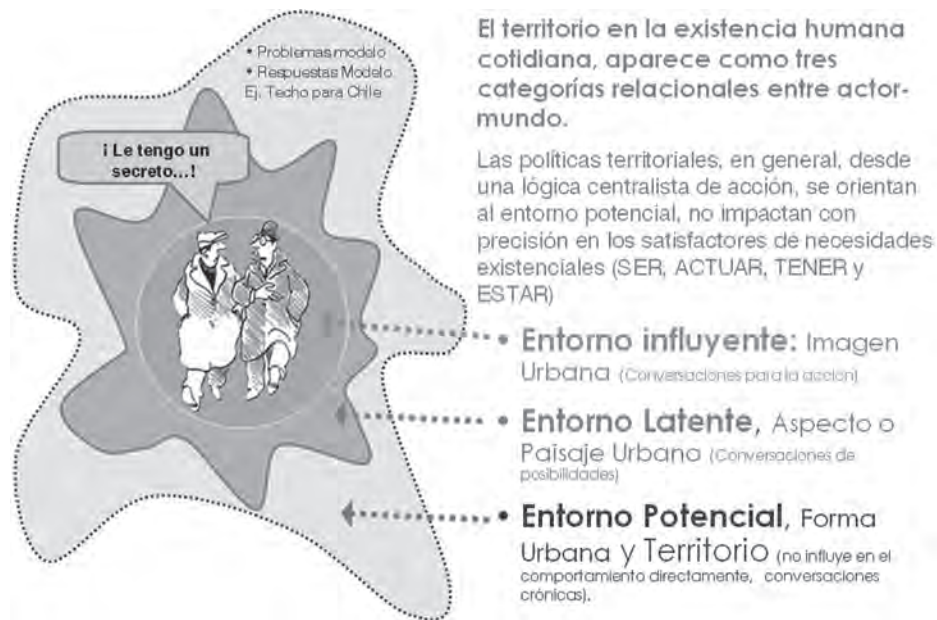 • Problemas modelo
• Respuestas Modelo
Ej. Techo para Chile
¡ Le tengo un
secreto...!
El territorio en la existencia humana
cotidiana, aparece como tres
categorías relacionales entre actor-
mundo.
Las políticas territoriales, en general, desde
una lógica centralista de acción, se orientan
al entorno potencial, no impactan con
precisión en los satisfactores de necesidades
existenciales (SER, ACTUAR, TENER y
ESTAR)
• Entorno influyente: Imagen
Urbana (Conversaciones para la acción)
• Entorno Latente, Aspecto o
Paisaje Urbana (Conversaciones de
posibilidades)
• Entorno Potencial, Forma
Urbana y Territorio (no influye en el
comportamiento directamente, conversaciones
crónicas).